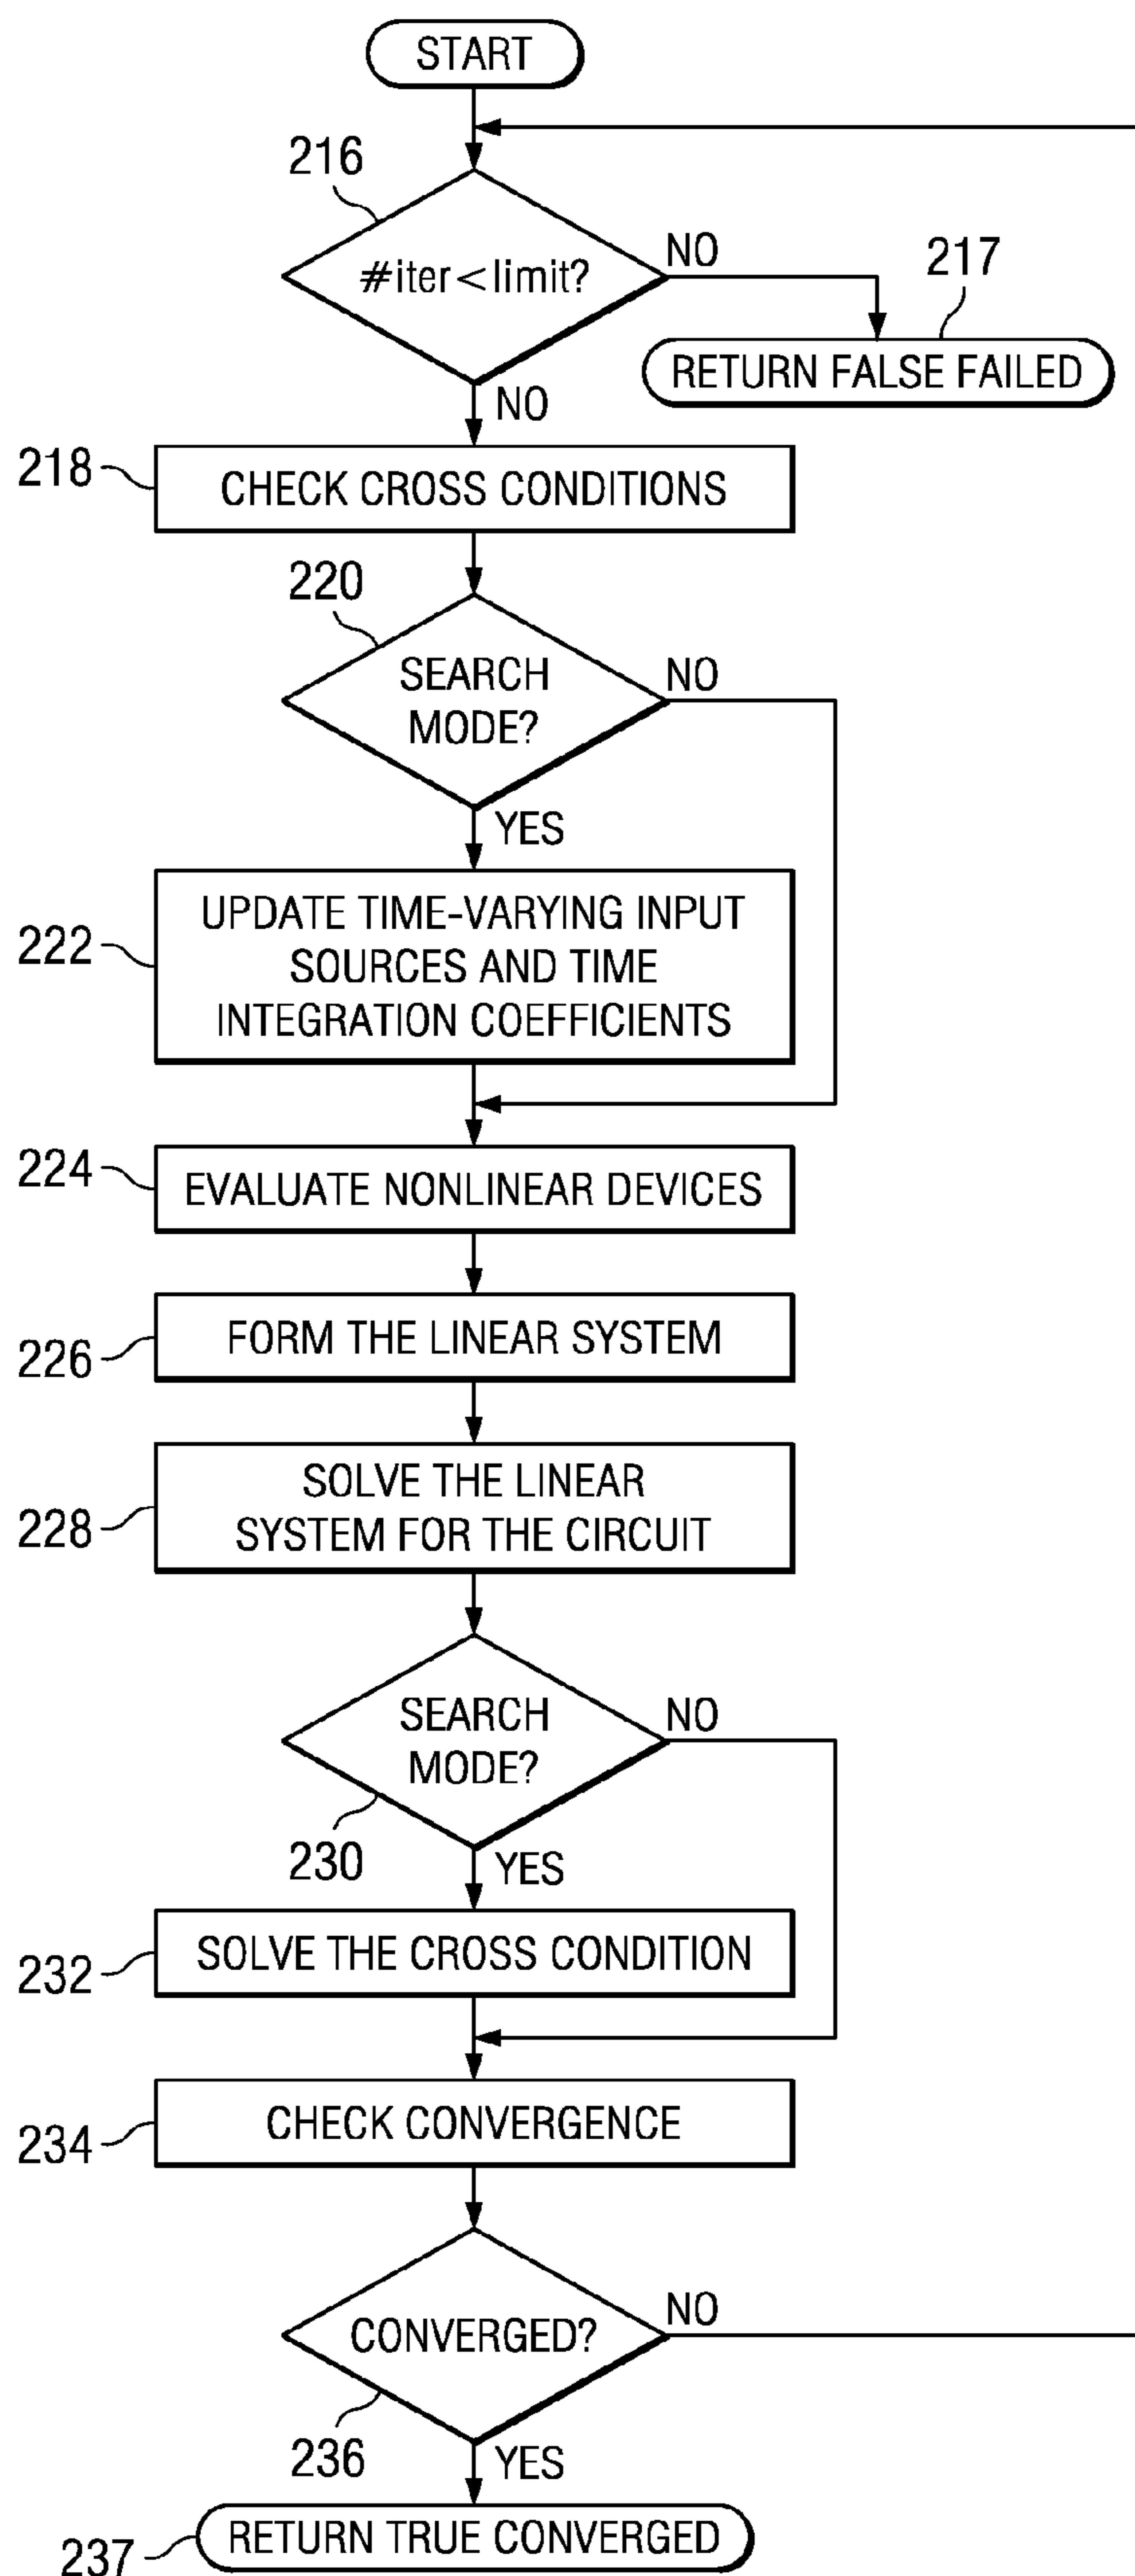 START
216
#iter<limit?
NO
217
RETURN FALSE FAILED
NO
218
CHECK CROSS CONDITIONS
220
SEARCH
MODE?
NO
YES
222
UPDATE TIME-VARYING INPUT
SOURCES AND TIME
INTEGRATION COEFFICIENTS
224
EVALUATE NONLINEAR DEVICES
226
FORM THE LINEAR SYSTEM
228
SOLVE THE LINEAR
SYSTEM FOR THE CIRCUIT
SEARCH
MODE?
NO
230
YES
232
SOLVE THE CROSS CONDITION
234
CHECK CONVERGENCE
CONVERGED?
NO
236
YES
237
RETURN TRUE CONVERGED